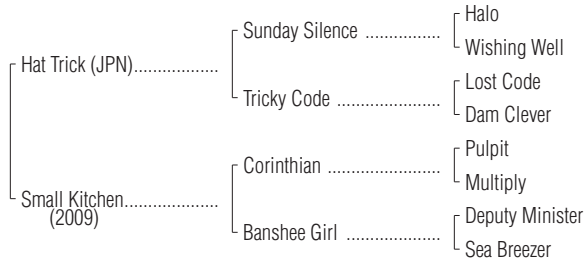 Halo
Sunday Silence ..................
Wishing Well
Hat Trick (JPN)....................
Lost Code
Tricky Code ......................
Dam Clever
Pulpit
Corinthian ........................
Multiply
Small Kitchen......................
(2009)
Deputy Minister
Banshee Girl .....................
Sea Breezer